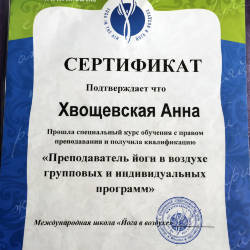 СЕРТИФИКАТ
Подтверждает что
Хвощевская Анна
Прошла специальный курс обучения с правом
преподавания и получила квалификацию
«Преподаватель йоги в воздухе
групповых и индивидуальных
программ»
Международная школа «Йога в воздухе»